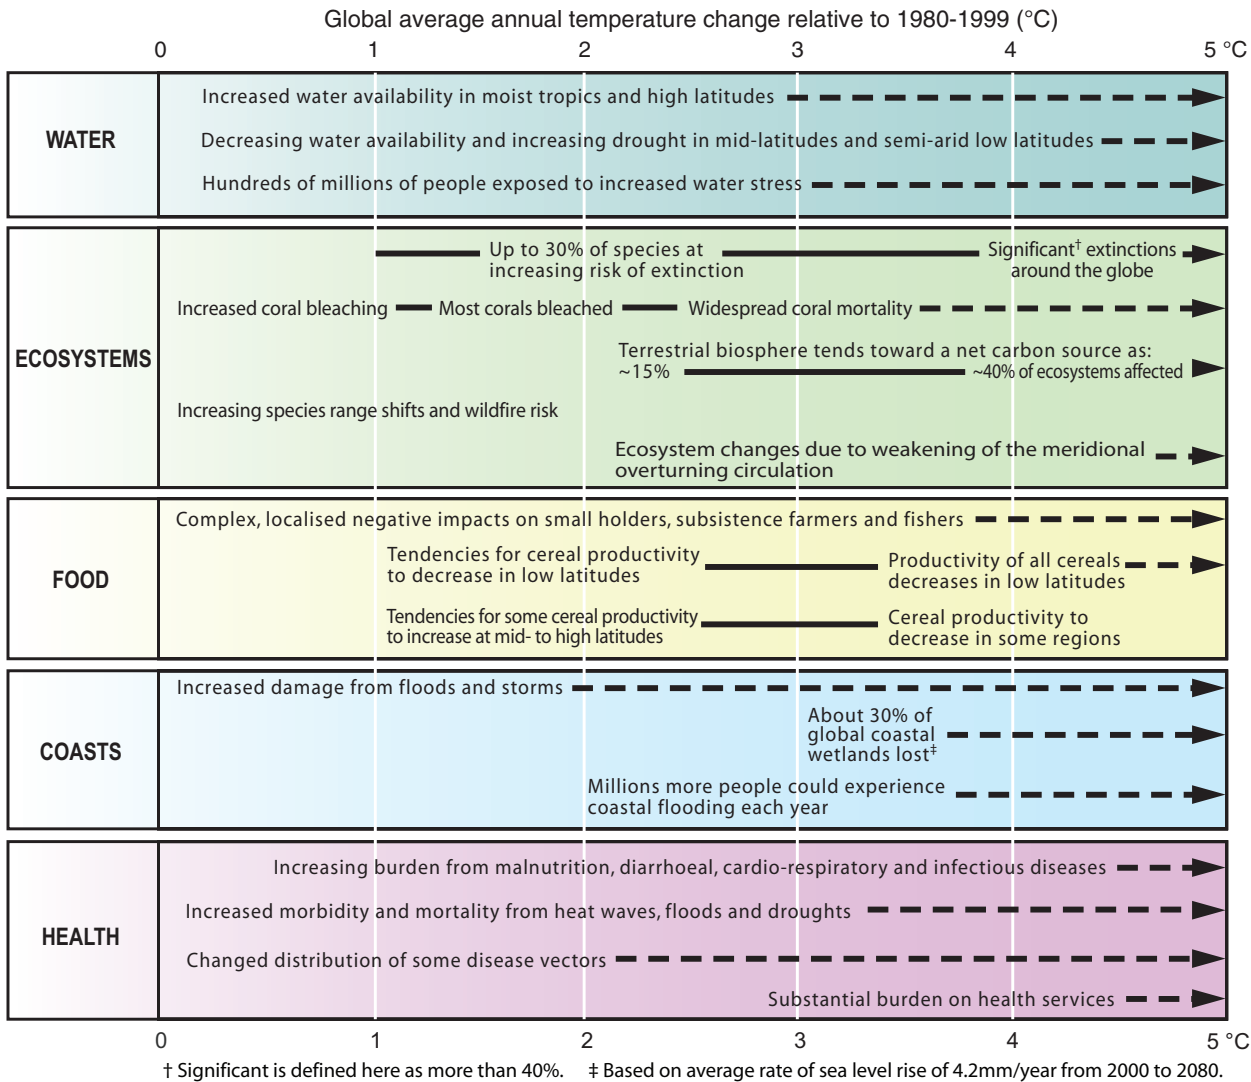 Global average annual temperature change relative to 1980-1999 (°C)
0 1 2 3 4 5 °C
WATER
Increased water availability in moist tropics and high latitudes
Decreasing water availability and increasing drought in mid-latitudes and semi-arid low latitudes
Hundreds of millions of people exposed to increased water stress
ECOSYSTEMS
Up to 30% of species at
increasing risk of extinction
Significant† extinctions
around the globe
Increased coral bleaching Most corals bleached Widespread coral mortality
Terrestrial biosphere tends toward a net carbon source as:
~15% ~40% of ecosystems affected
Increasing species range shifts and wildfire risk
Ecosystem changes due to weakening of the meridional
overturning circulation
FOOD
Complex, localised negative impacts on small holders, subsistence farmers and fishers
Tendencies for cereal productivity
to decrease in low latitudes
Productivity of all cereals
decreases in low latitudes
Tendencies for some cereal productivity
to increase at mid- to high latitudes
Cereal productivity to
decrease in some regions
COASTS
Increased damage from floods and storms
About 30% of
global coastal
wetlands lost‡
Millions more people could experience
coastal flooding each year
HEALTH
Increasing burden from malnutrition, diarrhoeal, cardio-respiratory and infectious diseases
Increased morbidity and mortality from heat waves, floods and droughts
Changed distribution of some disease vectors
Substantial burden on health services
0 1 2 3 4 5 °C
† Significant is defined here as more than 40%. ‡ Based on average rate of sea level rise of 4.2mm/year from 2000 to 2080.